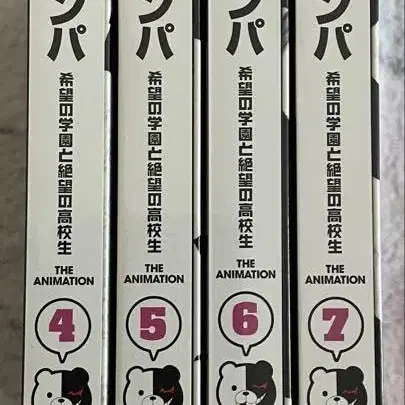 ンパ
希望の学園と絶望の高校生
THE
ANIMATION
4
ンパ
希望の学園と絶望の高校生
THE
ANIMATION
5
ンパ
希望の学園と絶望の高校生
THE
ANIMATION
6
ンパ
希望の学園と絶望の高校生
THE
ANIMATION
7